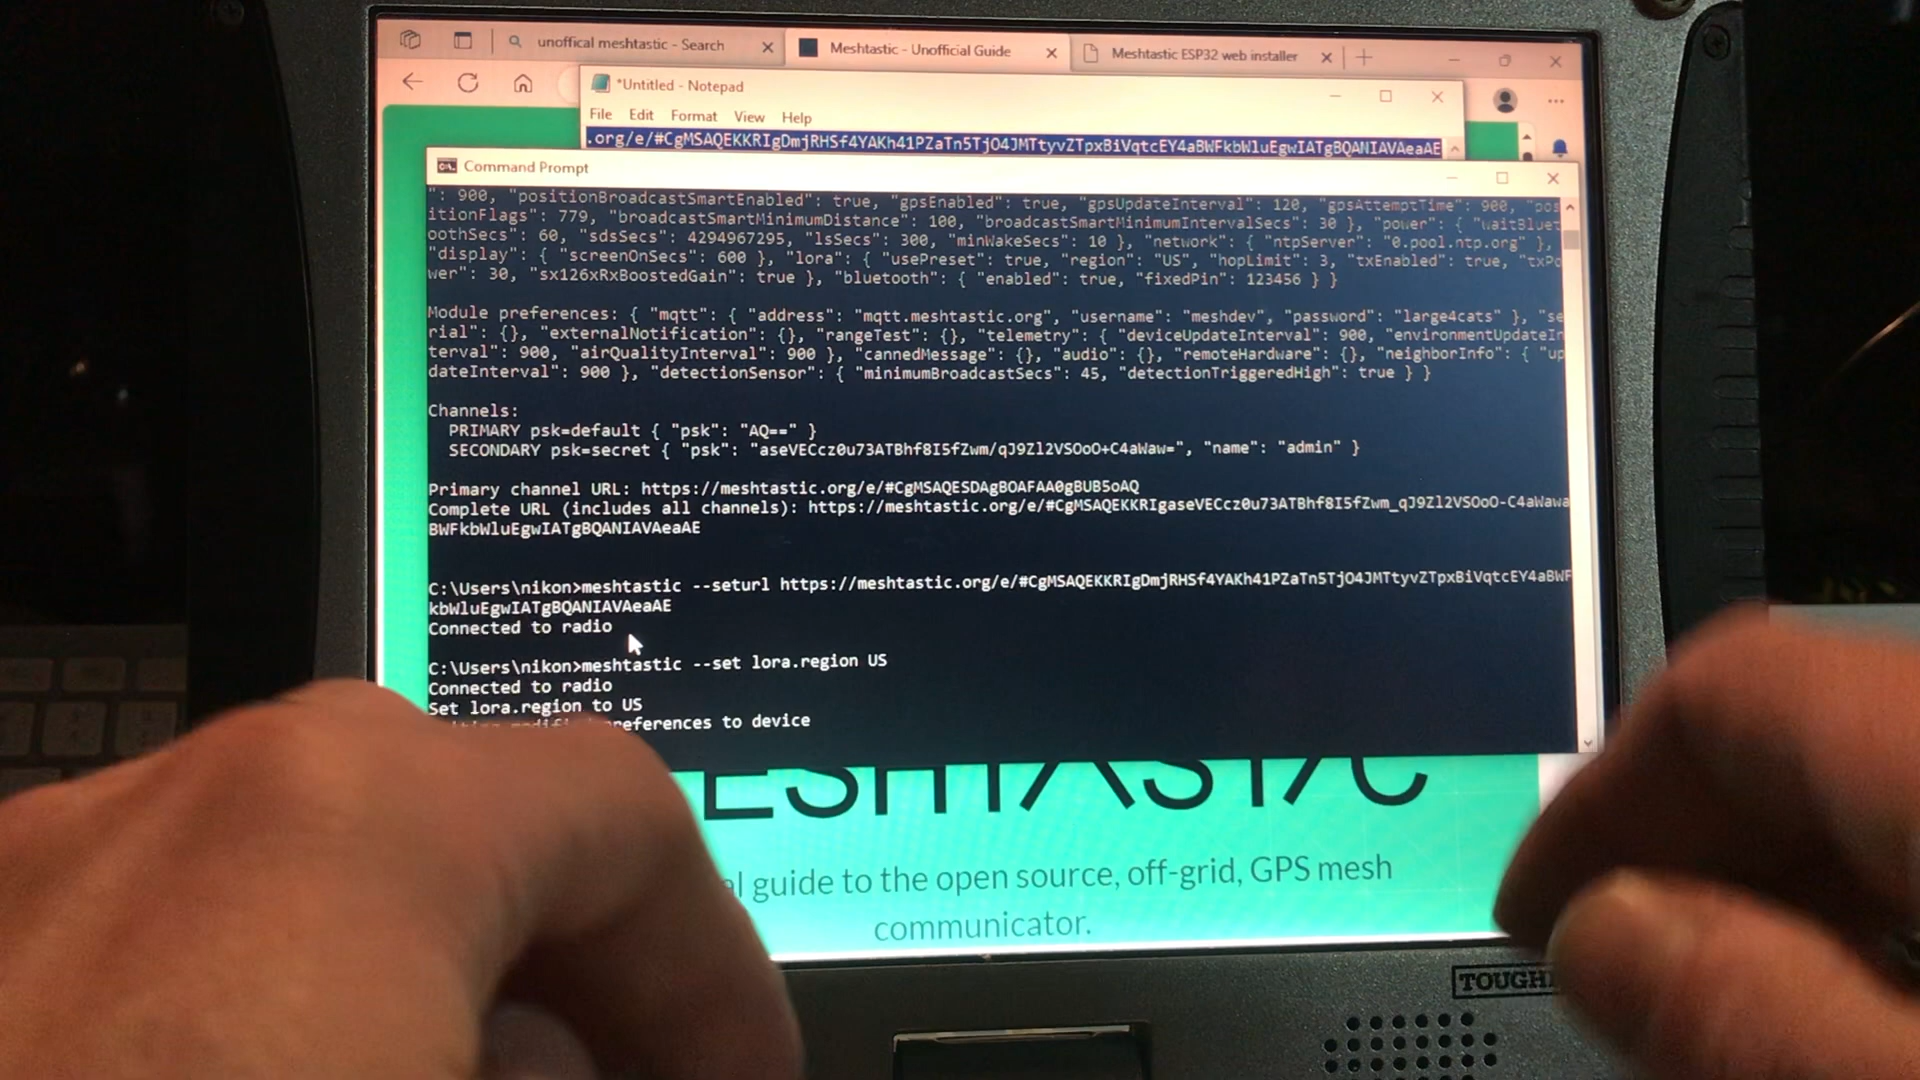 unoffical meshtastic - Search
Meshtastic - Unofficial Guide
Meshtastic ESP32 web installer
*Untitled - Notepad
File Edit Format View Help
.org/e/#CgMSAQEKKRIgDmjRHSf4YAKh41PZaTn5TjO4JMTtyvZTpxBiVqtcEY4aBWFkbWluEgwIATgBQANIAVAeaAE
Command Prompt
": 900, "positionBroadcastSmartEnabled": true, "gpsEnabled": true, "gpsUpdateInterval": 120, "gpsAttemptTime": 900, "pos
itionFlags": 779, "broadcastSmartMinimumDistance": 100, "broadcastSmartMinimumIntervalSecs": 30 }, "power": { "waitBluet
oothSecs": 60, "sdsSecs": 4294967295, "lsSecs": 300, "minWakeSecs": 10 }, "network": { "ntpServer": "0.pool.ntp.org" },
"display": { "screenOnSecs": 600 }, "lora": { "usePreset": true, "region": "US", "hopLimit": 3, "txEnabled": true, "txPo
wer": 30, "sx126xRxBoostedGain": true }, "bluetooth": { "enabled": true, "fixedPin": 123456 } }
Module preferences: { "mqtt": { "address": "mqtt.meshtastic.org", "username": "meshdev", "password": "large4cats" }, "se
rial": {}, "externalNotification": {}, "rangeTest": {}, "telemetry": { "deviceUpdateInterval": 900, "environmentUpdateIn
terval": 900, "airQualityInterval": 900 }, "cannedMessage": {}, "audio": {}, "remoteHardware": {}, "neighborInfo": { "up
dateInterval": 900 }, "detectionSensor": { "minimumBroadcastSecs": 45, "detectionTriggeredHigh": true } }
Channels:
PRIMARY psk=default { "psk": "AQ==" }
SECONDARY psk=secret { "psk": "aseVECcz0u73ATBhf8I5fZwm/qJ9Zl2VSOoO+C4aWaw=", "name": "admin" }
Primary channel URL: https://meshtastic.org/e/#CgMSAQESDAgBOAFAA0gBUB5oAQ
Complete URL (includes all channels): https://meshtastic.org/e/#CgMSAQEKKRIgaseVECcz0u73ATBhf8I5fZwm_qJ9Zl2VSOoO-C4aWawa
BWFkbWluEgwIATgBQANIAVAeaAE
C:\Users\nikon>meshtastic --seturl https://meshtastic.org/e/#CgMSAQEKKRIgDmjRHSf4YAKh41PZaTn5TjO4JMTtyvZTpxBiVqtcEY4aBWF
kbWluEgwIATgBQANIAVAeaAE
Connected to radio
C:\Users\nikon>meshtastic --set lora.region US
Connected to radio
Set lora.region to US
preferences to device
MESHTASTIC
guide to the open source, off-grid, GPS mesh
communicator.